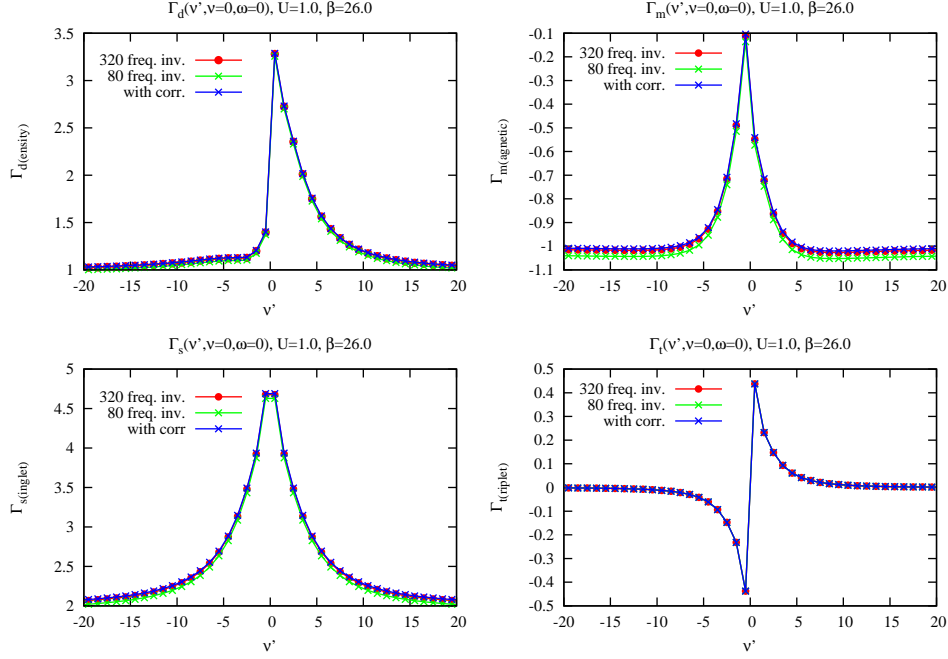 Γd(ν’,ν=0,ω=0), U=1.0, β=26.0
320 freq. inv.
80 freq. inv.
with corr.
Γd(ensity)
4
3.5
3
2.5
2
1.5
1
-20 -15 -10 -5 0 5 10 15 20
ν’
Γm(ν’,ν=0,ω=0), U=1.0, β=26.0
320 freq. inv.
80 freq. inv.
with corr.
Γm(agnetic)
-0.1
-0.2
-0.3
-0.4
-0.5
-0.6
-0.7
-0.8
-0.9
-1
-1.1
-20 -15 -10 -5 0 5 10 15 20
ν’
Γs(ν’,ν=0,ω=0), U=1.0, β=26.0
320 freq. inv.
80 freq. inv.
with corr
Γs(inglet)
5
4.5
4
3.5
3
2.5
2
-20 -15 -10 -5 0 5 10 15 20
ν’
Γt(ν’,ν=0,ω=0), U=1.0, β=26.0
320 freq. inv.
80 freq. inv.
with corr.
Γt(riplet)
0.5
0.4
0.3
0.2
0.1
0
-0.1
-0.2
-0.3
-0.4
-0.5
-20 -15 -10 -5 0 5 10 15 20
ν’